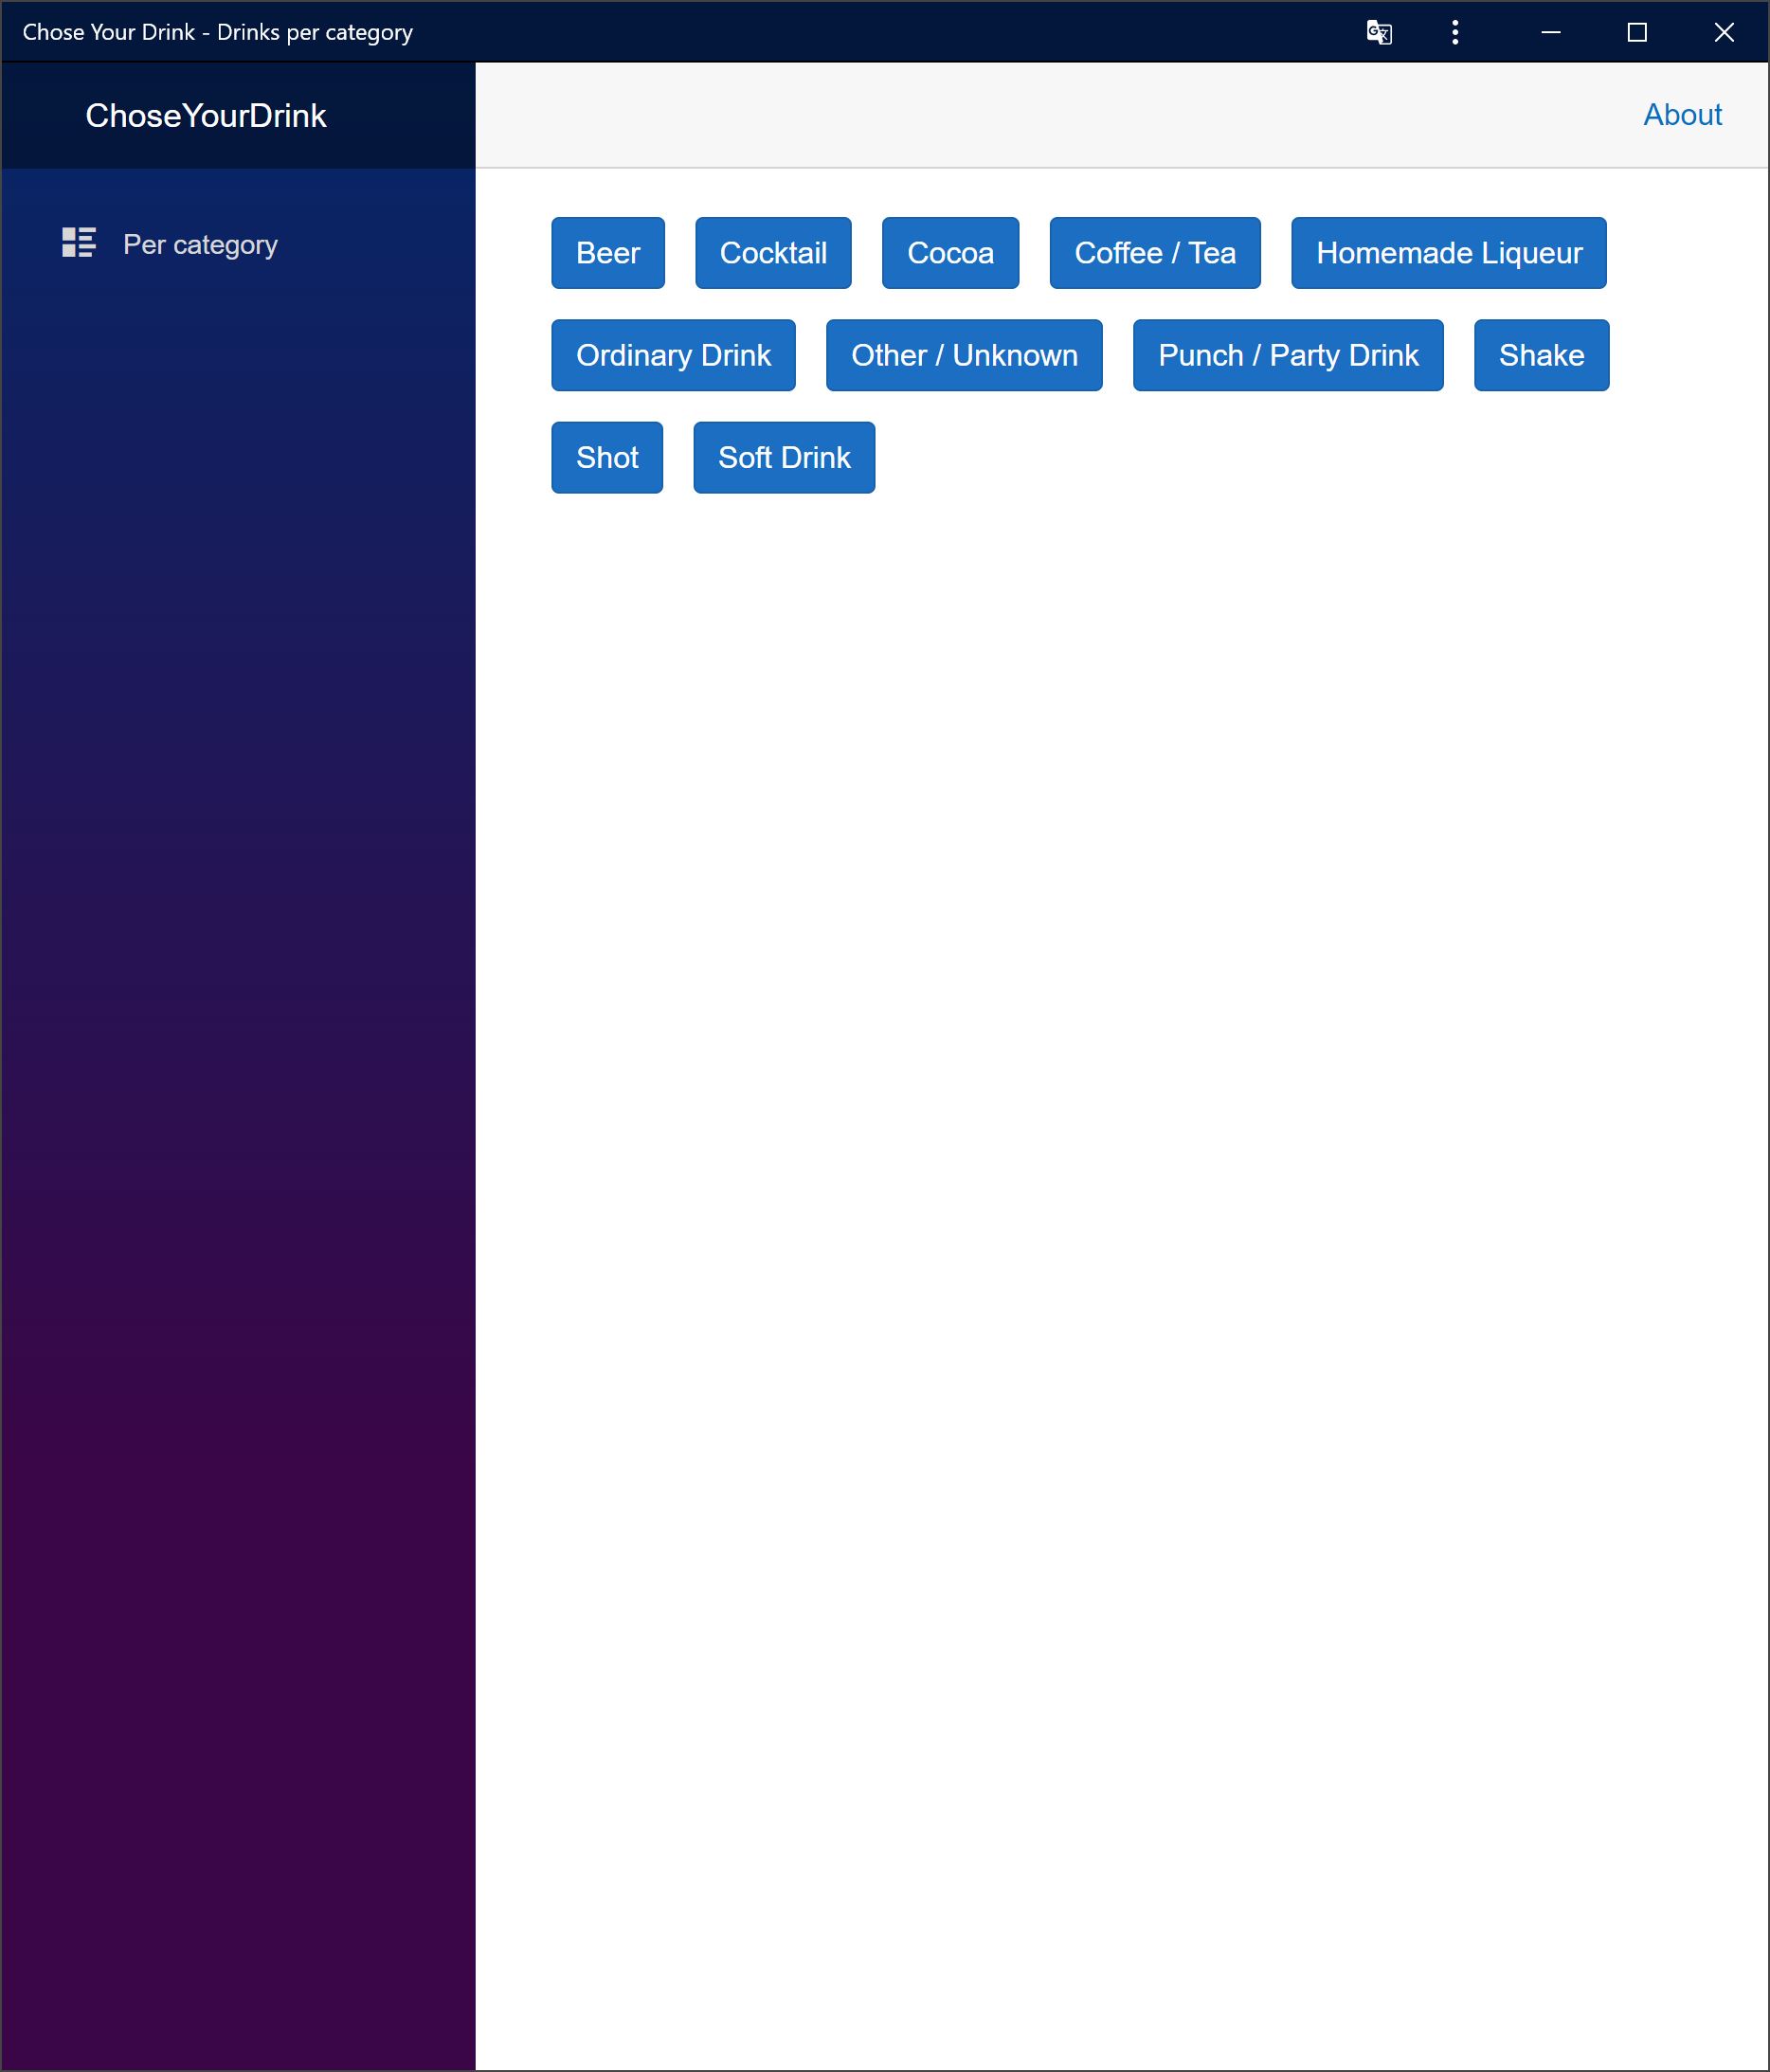 Chose Your Drink - Drinks per category
ChoseYourDrink
About
Per category
Beer
Cocktail
Cocoa
Coffee / Tea
Homemade Liqueur
Ordinary Drink
Other / Unknown
Punch / Party Drink
Shake
Shot
Soft Drink